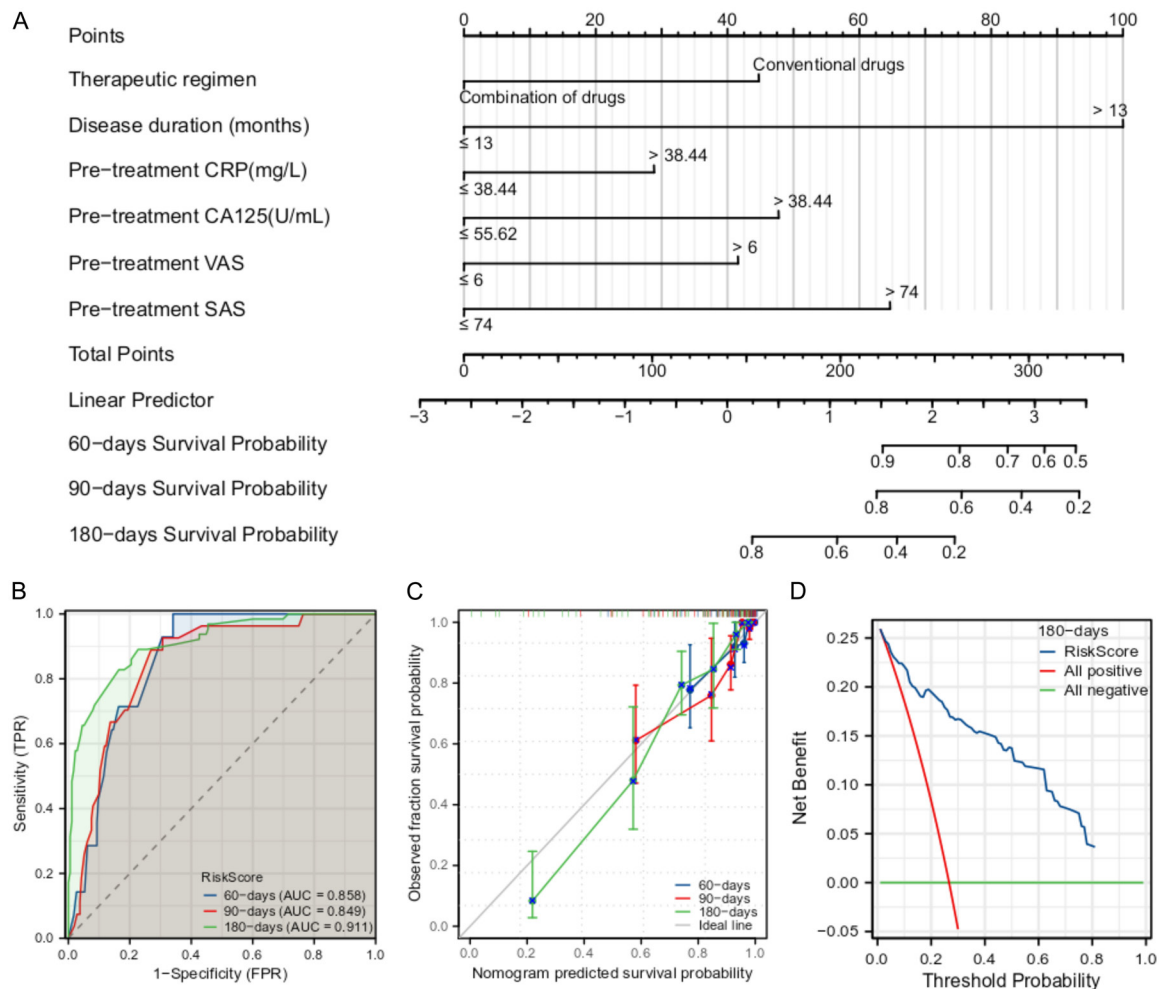 A
Points
0 20 40 60 80 100
Therapeutic regimen
Conventional drugs
Combination of drugs
Disease duration (months)
> 13
≤ 13
Pre−treatment CRP(mg/L)
> 38.44
≤ 38.44
Pre−treatment CA125(U/mL)
> 38.44
≤ 55.62
Pre−treatment VAS
> 6
≤ 6
Pre−treatment SAS
> 74
≤ 74
Total Points
0 100 200 300
Linear Predictor
−3 −2 −1 0 1 2 3
60−days Survival Probability
0.9 0.8 0.7 0.6 0.5
90−days Survival Probability
0.8 0.6 0.4 0.2
180−days Survival Probability
0.8 0.6 0.4 0.2
B
Sensitivity (TPR)
1.0
0.8
0.6
0.4
0.2
0.0
RiskScore
60−days (AUC = 0.858)
90−days (AUC = 0.849)
180−days (AUC = 0.911)
0.0 0.2 0.4 0.6 0.8 1.0
1−Specificity (FPR)
C
Observed fraction survival probability
1.0
0.8
0.6
0.4
0.2
0.0
60−days
90−days
180−days
Ideal line
0.0 0.2 0.4 0.6 0.8 1.0
Nomogram predicted survival probability
D
Net Benefit
0.25
0.20
0.15
0.10
0.05
0.00
−0.05
180−days
RiskScore
All positive
All negative
0.0 0.2 0.4 0.6 0.8 1.0
Threshold Probability